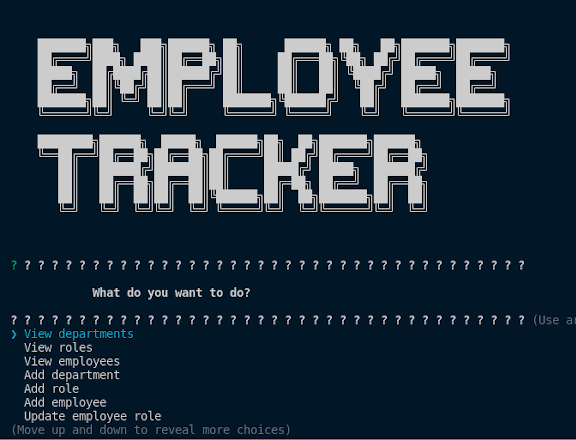 EMPLOYEE
TRACKER
? ? ? ? ? ? ? ? ? ? ? ? ? ? ? ? ? ? ? ? ? ? ? ? ? ? ? ? ? ? ? ? ? ? ? ? ? ?
What do you want to do?
? ? ? ? ? ? ? ? ? ? ? ? ? ? ? ? ? ? ? ? ? ? ? ? ? ? ? ? ? ? ? ? ? ? ? ? ? ? (Use ar
❯ View departments
View roles
View employees
Add department
Add role
Add employee
Update employee role
(Move up and down to reveal more choices)